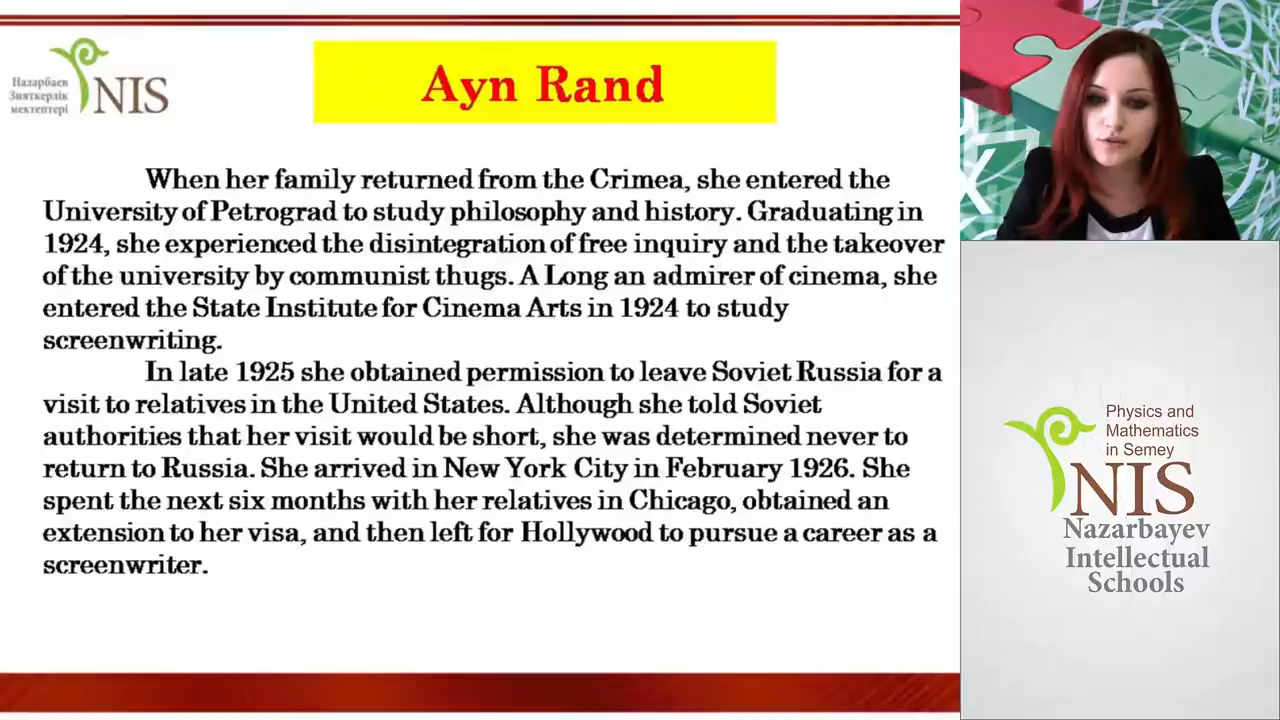 Назарбаев
Зияткерлік
мектептері
NIS
Ayn Rand
When her family returned from the Crimea, she entered the
University of Petrograd to study philosophy and history. Graduating in
1924, she experienced the disintegration of free inquiry and the takeover
of the university by communist thugs. A Long an admirer of cinema, she
entered the State Institute for Cinema Arts in 1924 to study
screenwriting.
In late 1925 she obtained permission to leave Soviet Russia for a
visit to relatives in the United States. Although she told Soviet
authorities that her visit would be short, she was determined never to
return to Russia. She arrived in New York City in February 1926. She
spent the next six months with her relatives in Chicago, obtained an
extension to her visa, and then left for Hollywood to pursue a career as a
screenwriter.
Physics and
Mathematics
in Semey
NIS
Nazarbayev
Intellectual
Schools